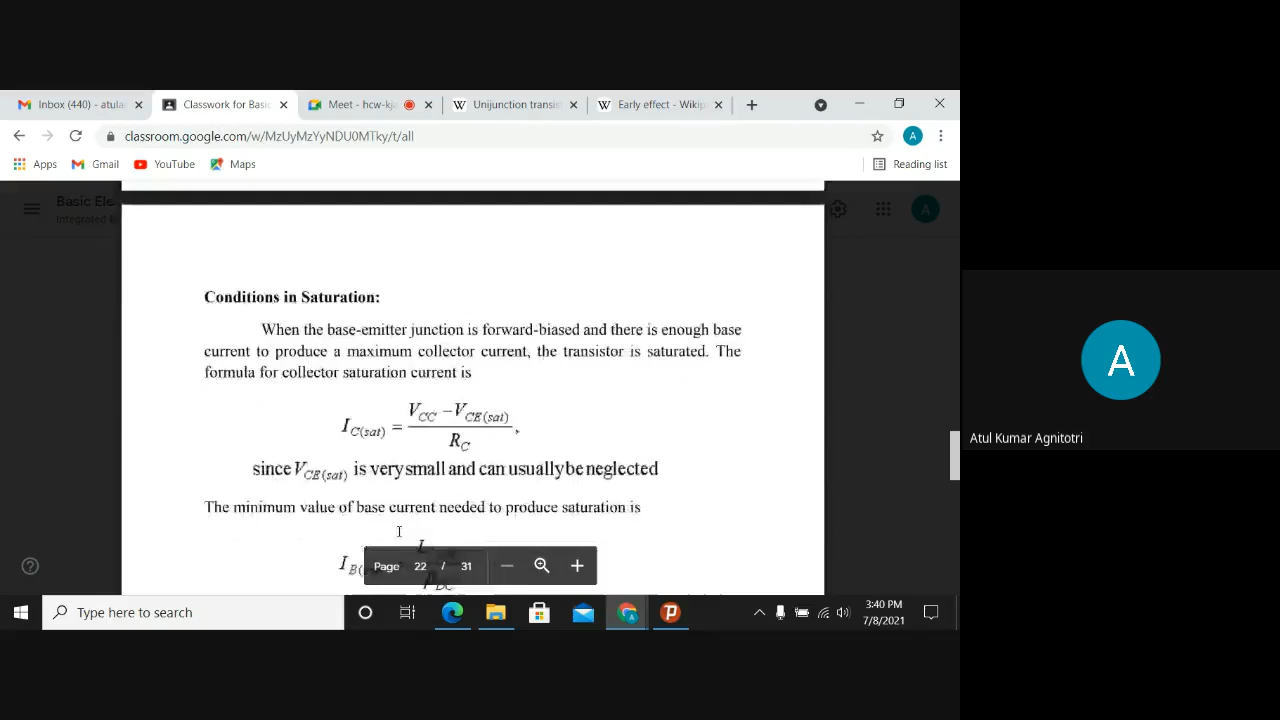 Inbox (440) - atula
Classwork for Basic
Meet - hcw-kj
Unijunction transis
Early effect - Wikip
classroom.google.com/w/MzUyMzYyNDU0MTky/t/all
Apps
Gmail
YouTube
Maps
Reading list
Basic Ele
Integrated
A
Conditions in Saturation:
When the base-emitter junction is forward-biased and there is enough base
current to produce a maximum collector current, the transistor is saturated. The
formula for collector saturation current is
I_C(sat) = (V_CC − V_CE(sat)) / R_C,
since V_CE(sat) is very small and can usually be neglected
The minimum value of base current needed to produce saturation is
Page 22 / 31
A
Atul Kumar Agnitotri
Type here to search
3:40 PM
7/8/2021